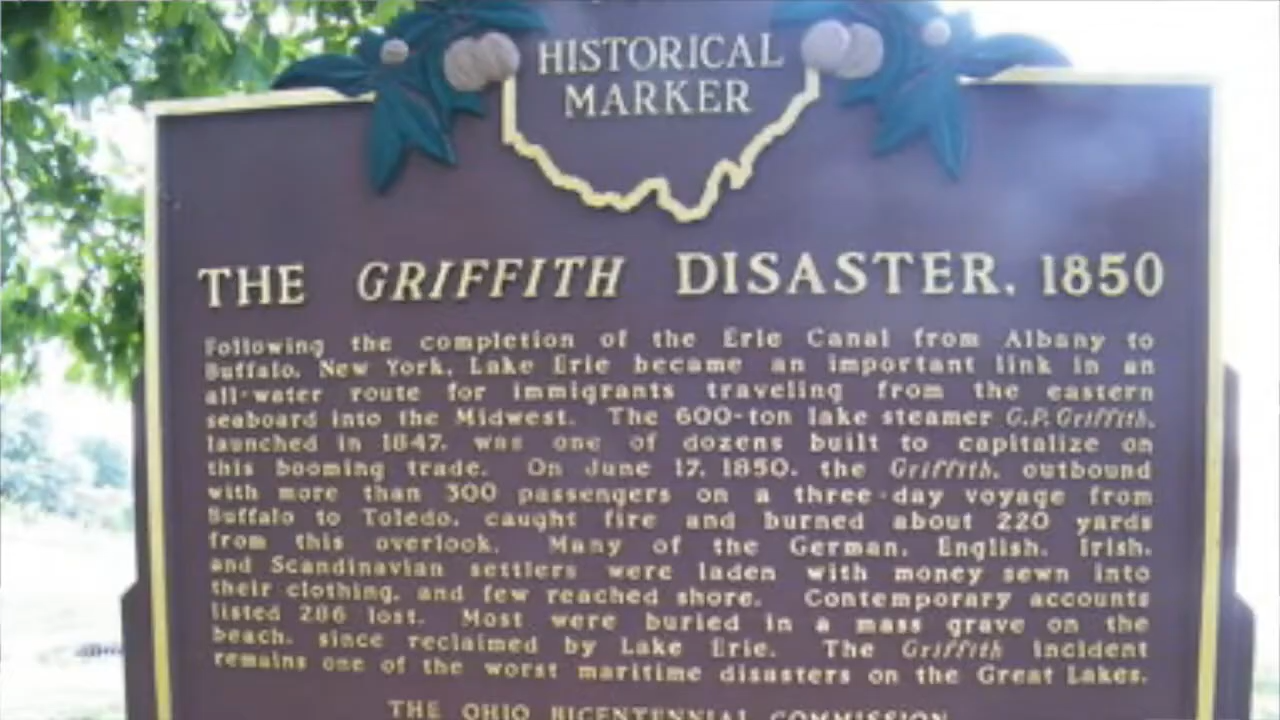 HISTORICAL
MARKER
THE GRIFFITH DISASTER, 1850
Following the completion of the Erie Canal from Albany to
Buffalo, New York, Lake Erie became an important link in an
all-water route for immigrants traveling from the eastern
seaboard into the Midwest. The 600-ton lake steamer G.P. Griffith,
launched in 1847, was one of dozens built to capitalize on
this booming trade. On June 17, 1850, the Griffith, outbound
with more than 300 passengers on a three-day voyage from
Buffalo to Toledo, caught fire and burned about 220 yards
from this overlook. Many of the German, English, Irish,
and Scandinavian settlers were laden with money sewn into
their clothing, and few reached shore. Contemporary accounts
listed 286 lost. Most were buried in a mass grave on the
beach, since reclaimed by Lake Erie. The Griffith incident
remains one of the worst maritime disasters on the Great Lakes.
THE OHIO BICENTENNIAL COMMISSION